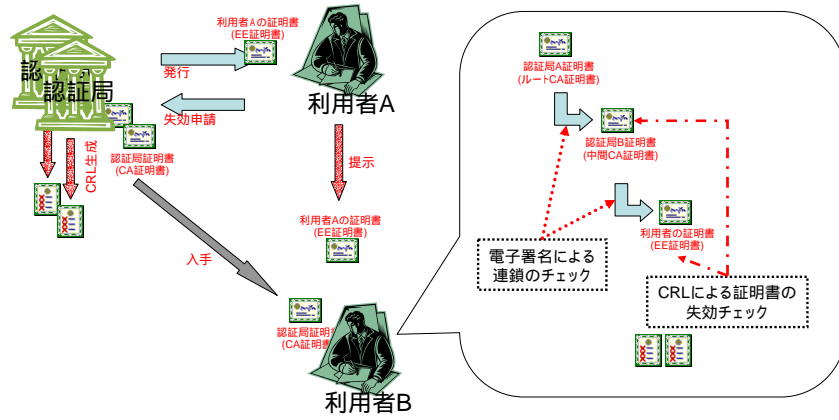 利用者Aの証明書
(EE証明書)
発行
認証局
認証局
利用者A
失効申請
認証局証明書
(CA証明書)
CRL生成
提示
利用者Aの証明書
(EE証明書)
入手
認証局証明書
(CA証明書)
利用者B
認証局A証明書
(ルートCA証明書)
認証局B証明書
(中間CA証明書)
利用者の証明書
(EE証明書)
電子署名による
連鎖のチェック
CRLによる証明書の
失効チェック